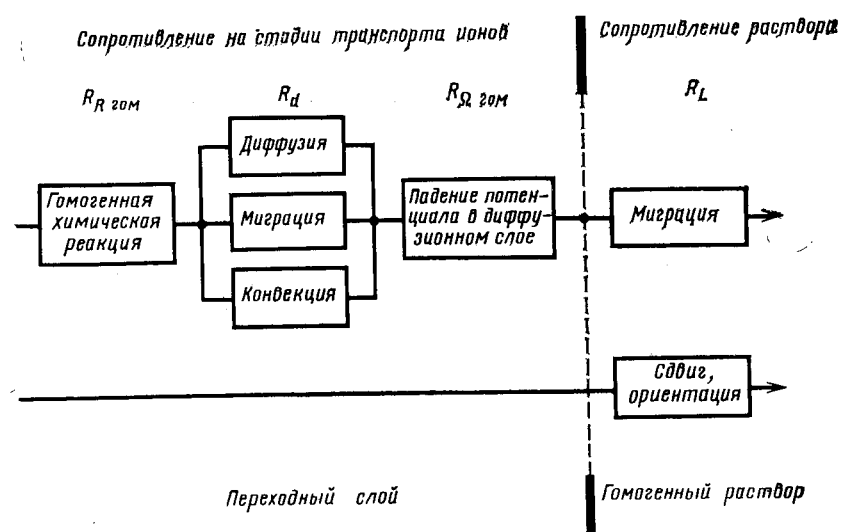 Сопротивление на стадии транспорта ионов
Сопротивление раствора
R_R гом
R_d
R_Ω гом
R_L
Диффузия
Гомогенная
химическая
реакция
Миграция
Конвекция
Падение потен-
циала в диффу-
зионном слое
Миграция
Сдвиг,
ориентация
Переходный слой
Гомогенный раствор